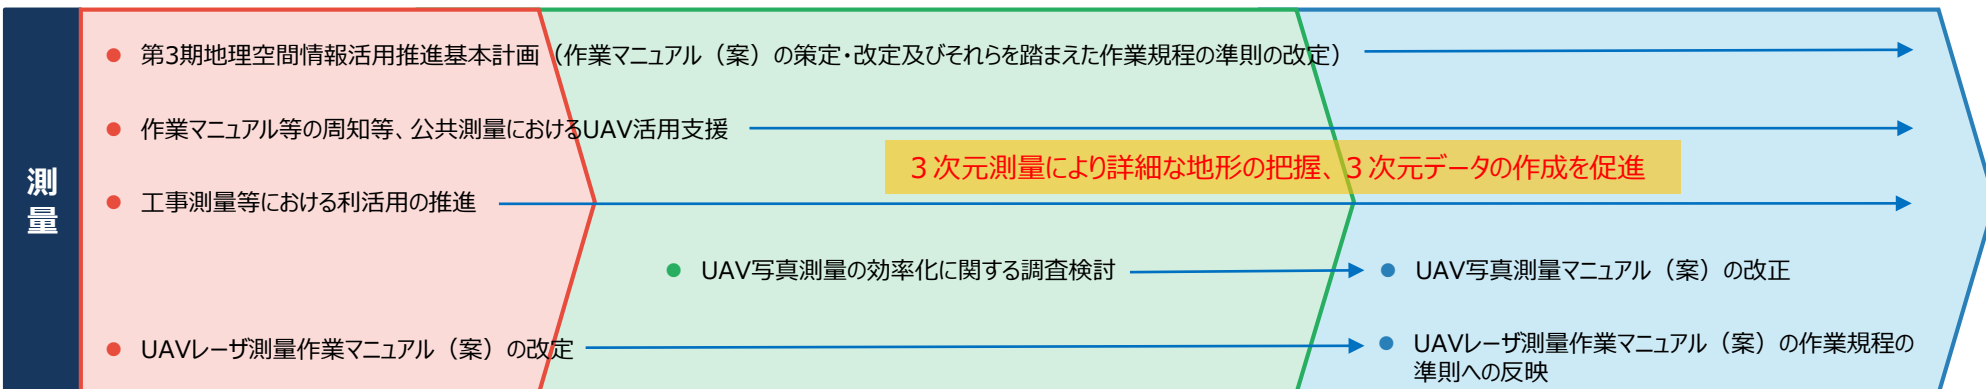 測量
第3期地理空間情報活用推進基本計画（作業マニュアル（案）の策定・改定及びそれらを踏まえた作業規程の準則の改定）
作業マニュアル等の周知等、公共測量におけるUAV活用支援
３次元測量により詳細な地形の把握、３次元データの作成を促進
工事測量等における利活用の推進
UAV写真測量の効率化に関する調査検討
UAV写真測量マニュアル（案）の改正
UAVレーザ測量作業マニュアル（案）の改定
UAVレーザ測量作業マニュアル（案）の作業規程の
準則への反映